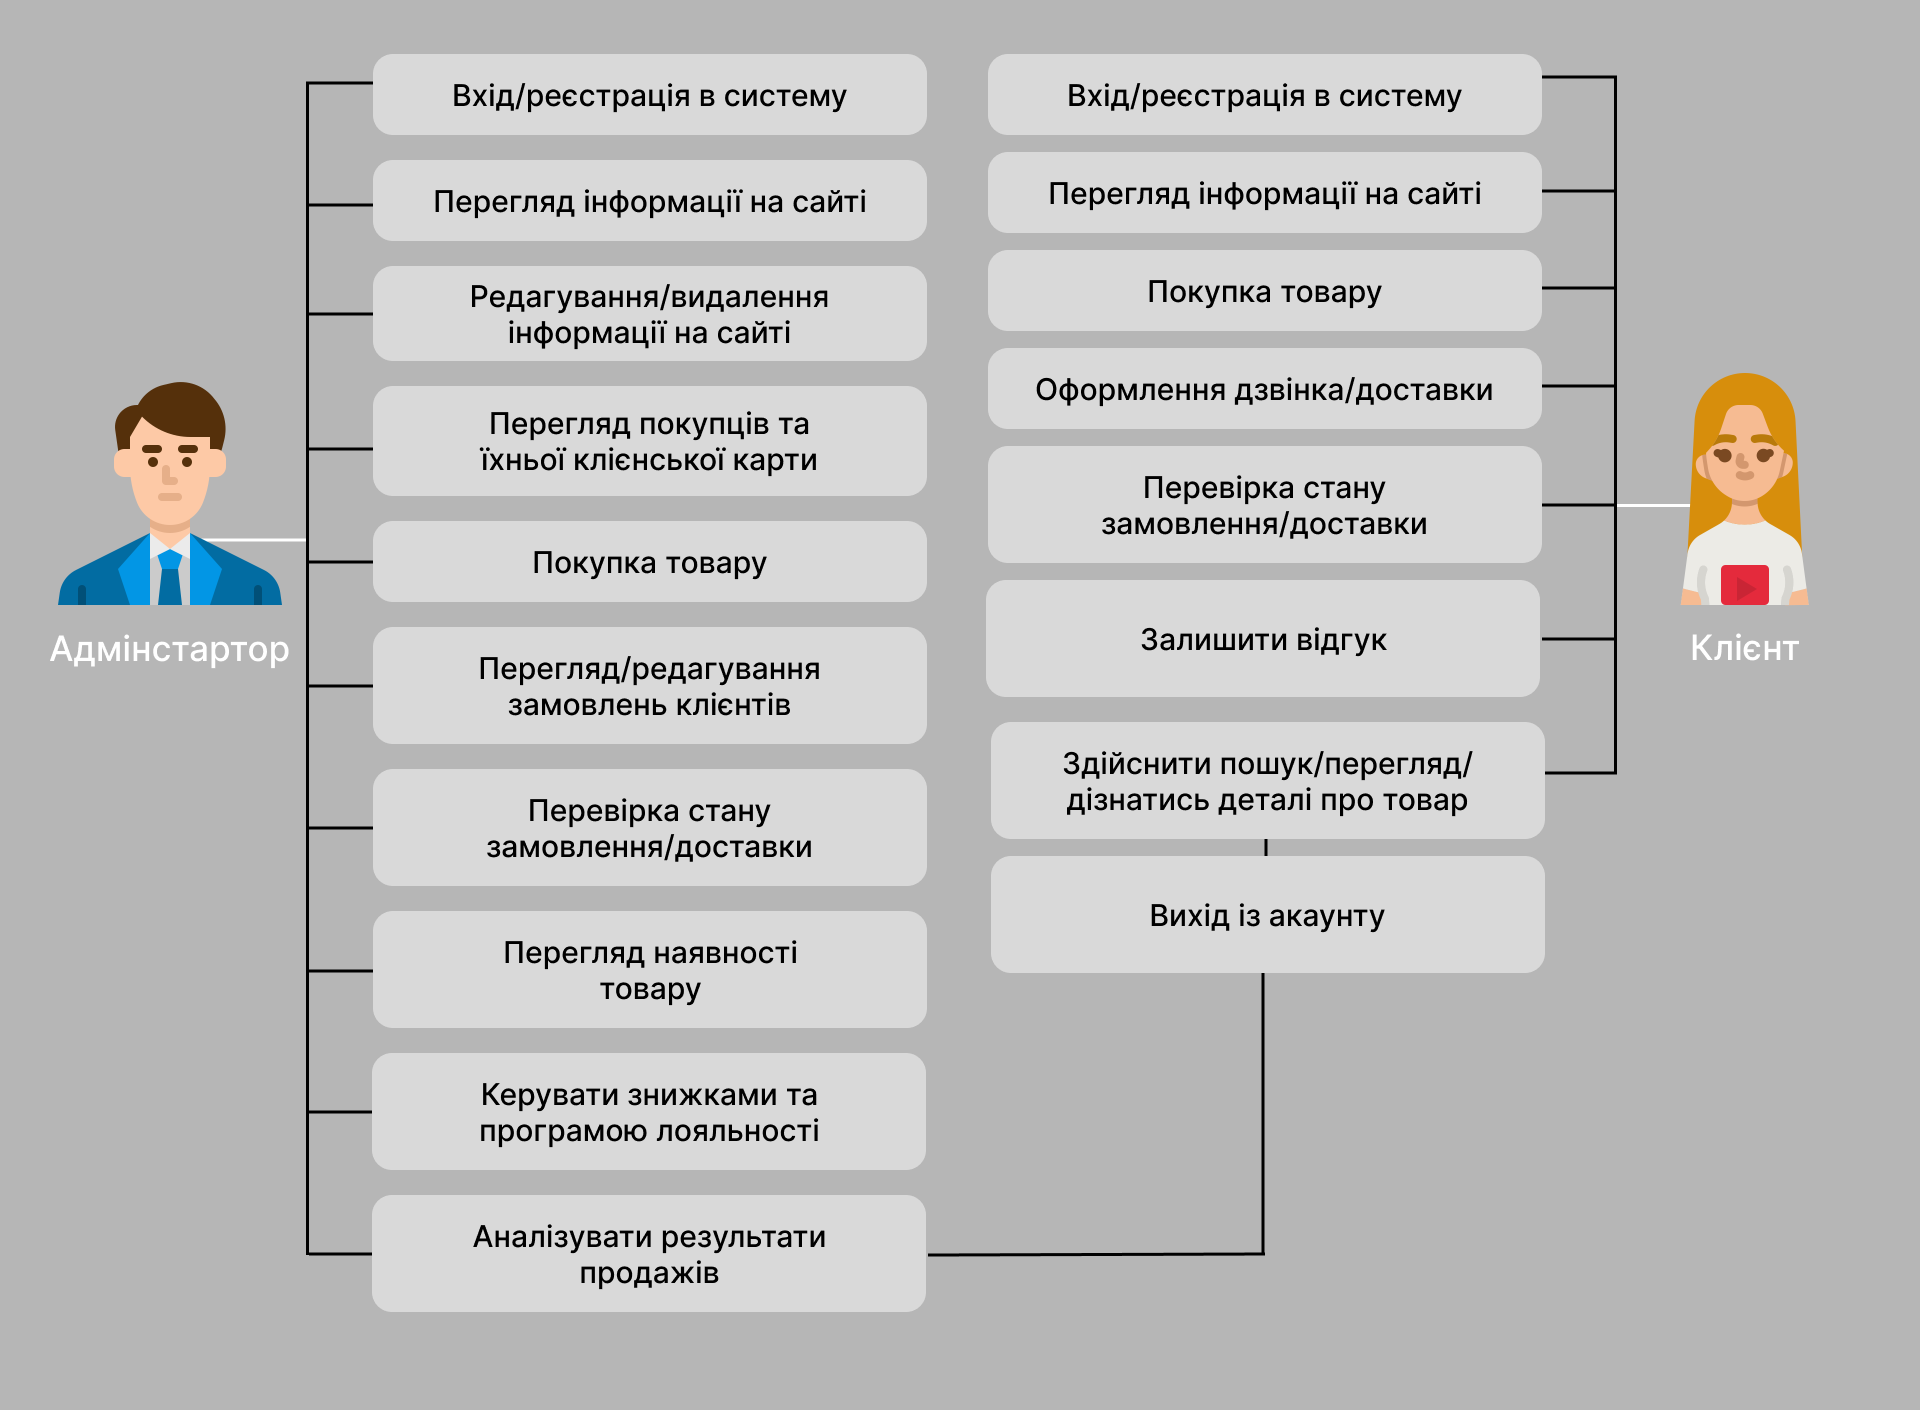 Вхід/реєстрація в систему
Перегляд інформації на сайті
Редагування/видалення
інформації на сайті
Перегляд покупців та
їхньої клієнської карти
Покупка товару
Перегляд/редагування
замовлень клієнтів
Перевірка стану
замовлення/доставки
Перегляд наявності
товару
Керувати знижками та
програмою лояльності
Аналізувати результати
продажів
Адмінстартор
Вхід/реєстрація в систему
Перегляд інформації на сайті
Покупка товару
Оформлення дзвінка/доставки
Перевірка стану
замовлення/доставки
Залишити відгук
Здійснити пошук/перегляд/
дізнатись деталі про товар
Вихід із акаунту
Клієнт